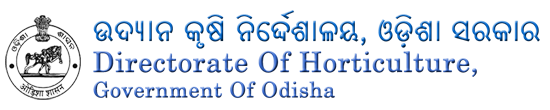 ଉଦ୍ୟାନ କୃଷି ନିର୍ଦ୍ଦେଶାଳୟ, ଓଡ଼ିଶା ସରକାର
Directorate Of Horticulture,
Government Of Odisha